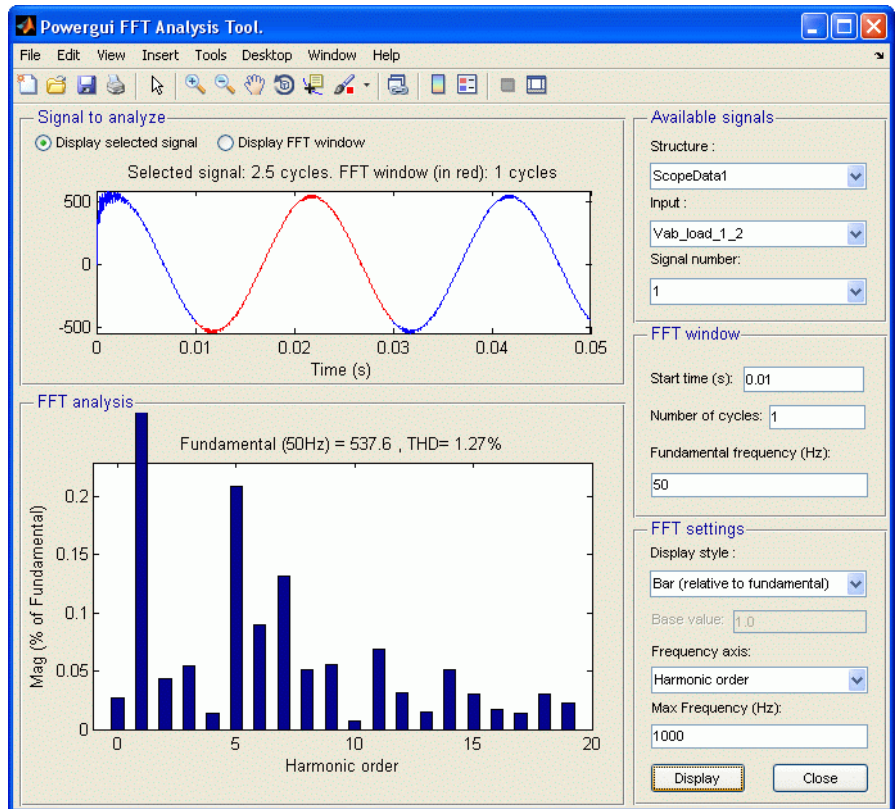 Powergui FFT Analysis Tool.
File Edit View Insert Tools Desktop Window Help
Signal to analyze
Display selected signal Display FFT window
Selected signal: 2.5 cycles. FFT window (in red): 1 cycles
500
0
-500
0 0.01 0.02 0.03 0.04 0.05
Time (s)
FFT analysis
Fundamental (50Hz) = 537.6 , THD= 1.27%
Mag (% of Fundamental)
0.2
0.15
0.1
0.05
0
0 5 10 15 20
Harmonic order
Available signals
Structure :
ScopeData1
Input :
Vab_load_1_2
Signal number:
1
FFT window
Start time (s): 0.01
Number of cycles: 1
Fundamental frequency (Hz):
50
FFT settings
Display style :
Bar (relative to fundamental)
Base value: 1.0
Frequency axis:
Harmonic order
Max Frequency (Hz):
1000
Display Close